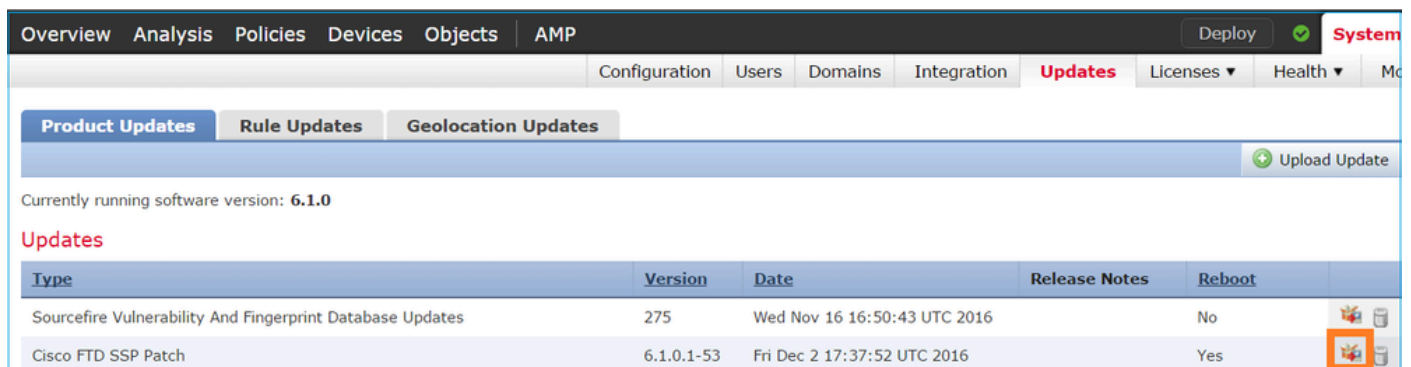 Overview Analysis Policies Devices Objects AMP Deploy System
Configuration Users Domains Integration Updates Licenses ▼ Health ▼
Product Updates Rule Updates Geolocation Updates
Upload Update
Currently running software version: 6.1.0
Updates
Type Version Date Release Notes Reboot
Sourcefire Vulnerability And Fingerprint Database Updates 275 Wed Nov 16 16:50:43 UTC 2016 No
Cisco FTD SSP Patch 6.1.0.1-53 Fri Dec 2 17:37:52 UTC 2016 Yes